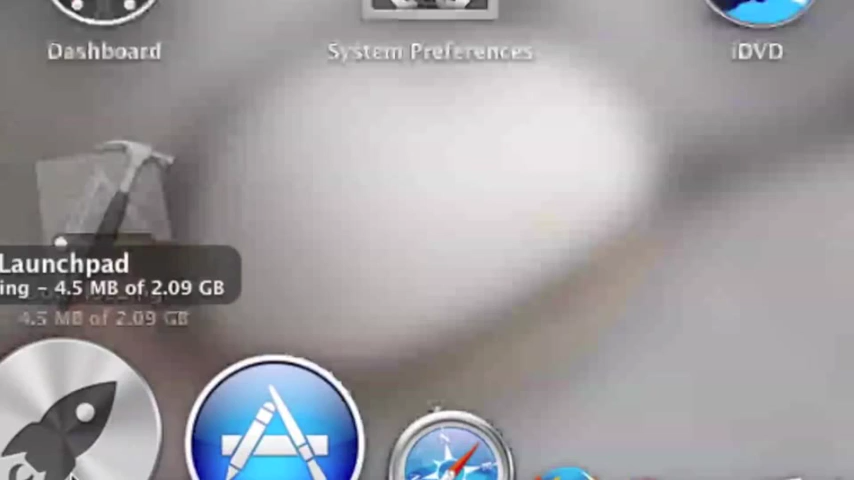 Dashboard
System Preferences
iDVD
Launchpad
ing – 4.5 MB of 2.09 GB
4.5 MB of 2.09 GB